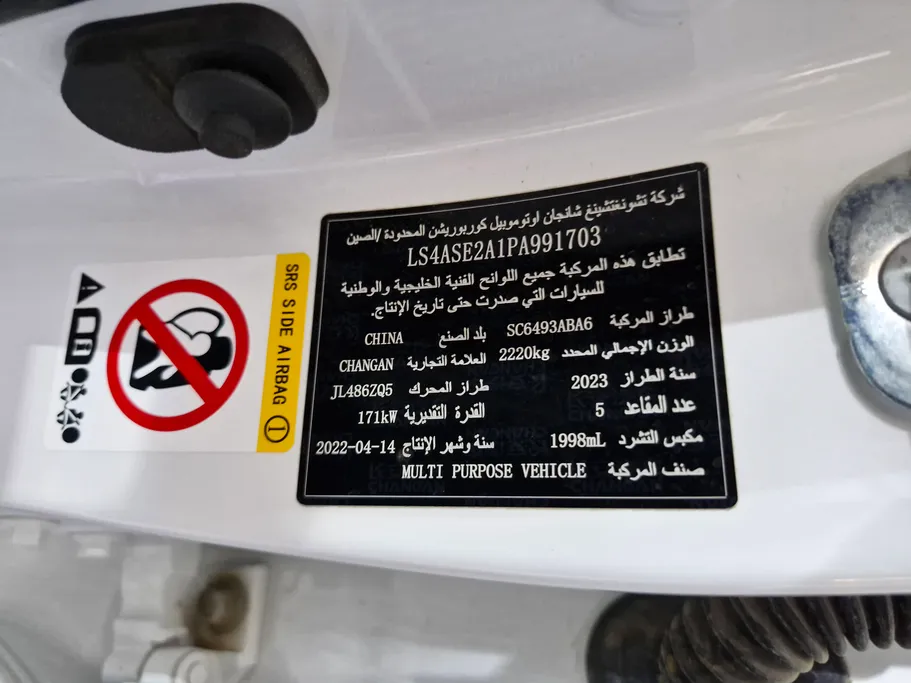 شركة تشونغتشينغ شانجان اوتوموبيل كوربوريشن المحدودة /الصين
LS4ASE2A1PA991703
تطابق هذه المركبة جميع اللوائح الفنية الخليجية والوطنية
للسيارات التي صدرت حتى تاريخ الإنتاج.
طراز المركبة SC6493ABA6 بلد الصنع CHINA
الوزن الإجمالي المحدد 2220kg العلامة التجارية CHANGAN
سنة الطراز 2023 طراز المحرك JL486ZQ5
عدد المقاعد 5 القدرة التقديرية 171kW
مكبس التشرد 1998mL سنة وشهر الإنتاج 2022-04-14
صنف المركبة MULTI PURPOSE VEHICLE
SRS SIDE AIRBAG ①